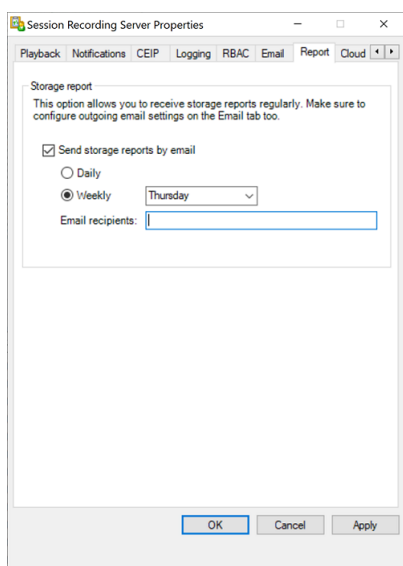 Session Recording Server Properties
Playback Notifications CEIP Logging RBAC Email Report Cloud
Storage report
This option allows you to receive storage reports regularly. Make sure to
configure outgoing email settings on the Email tab too.
Send storage reports by email
Daily
Weekly Thursday
Email recipients:
OK Cancel Apply